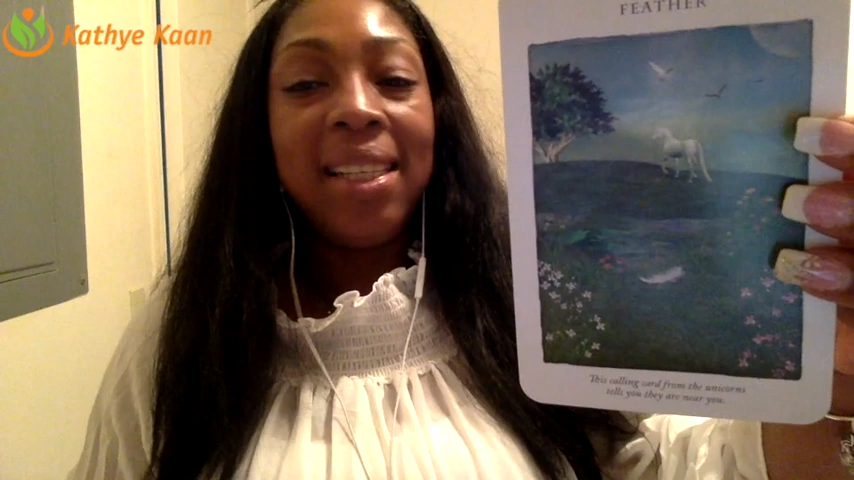 Kathye Kaan
FEATHER
This calling card from the unicorns
tells you they are near you.